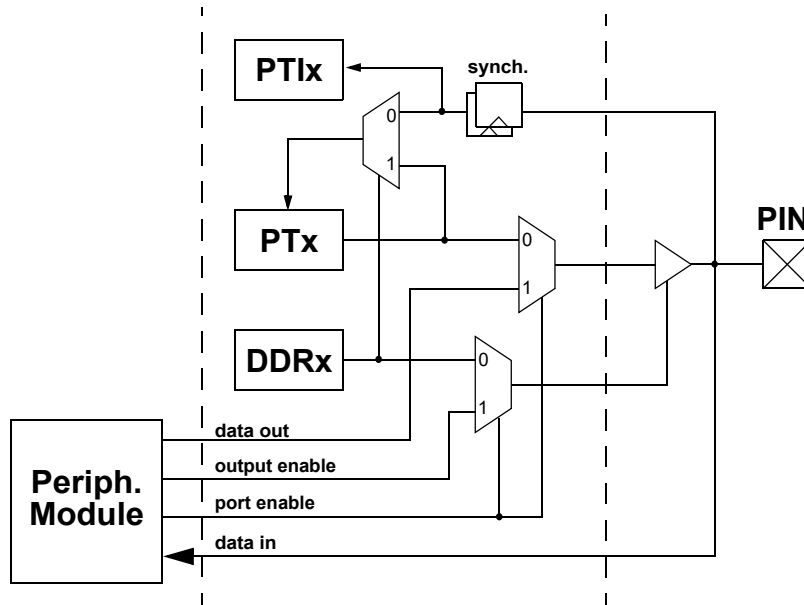 PTIx
synch.
0
1
PTx
PIN
0
1
DDRx
0
1
data out
output enable
port enable
data in
Periph.
Module